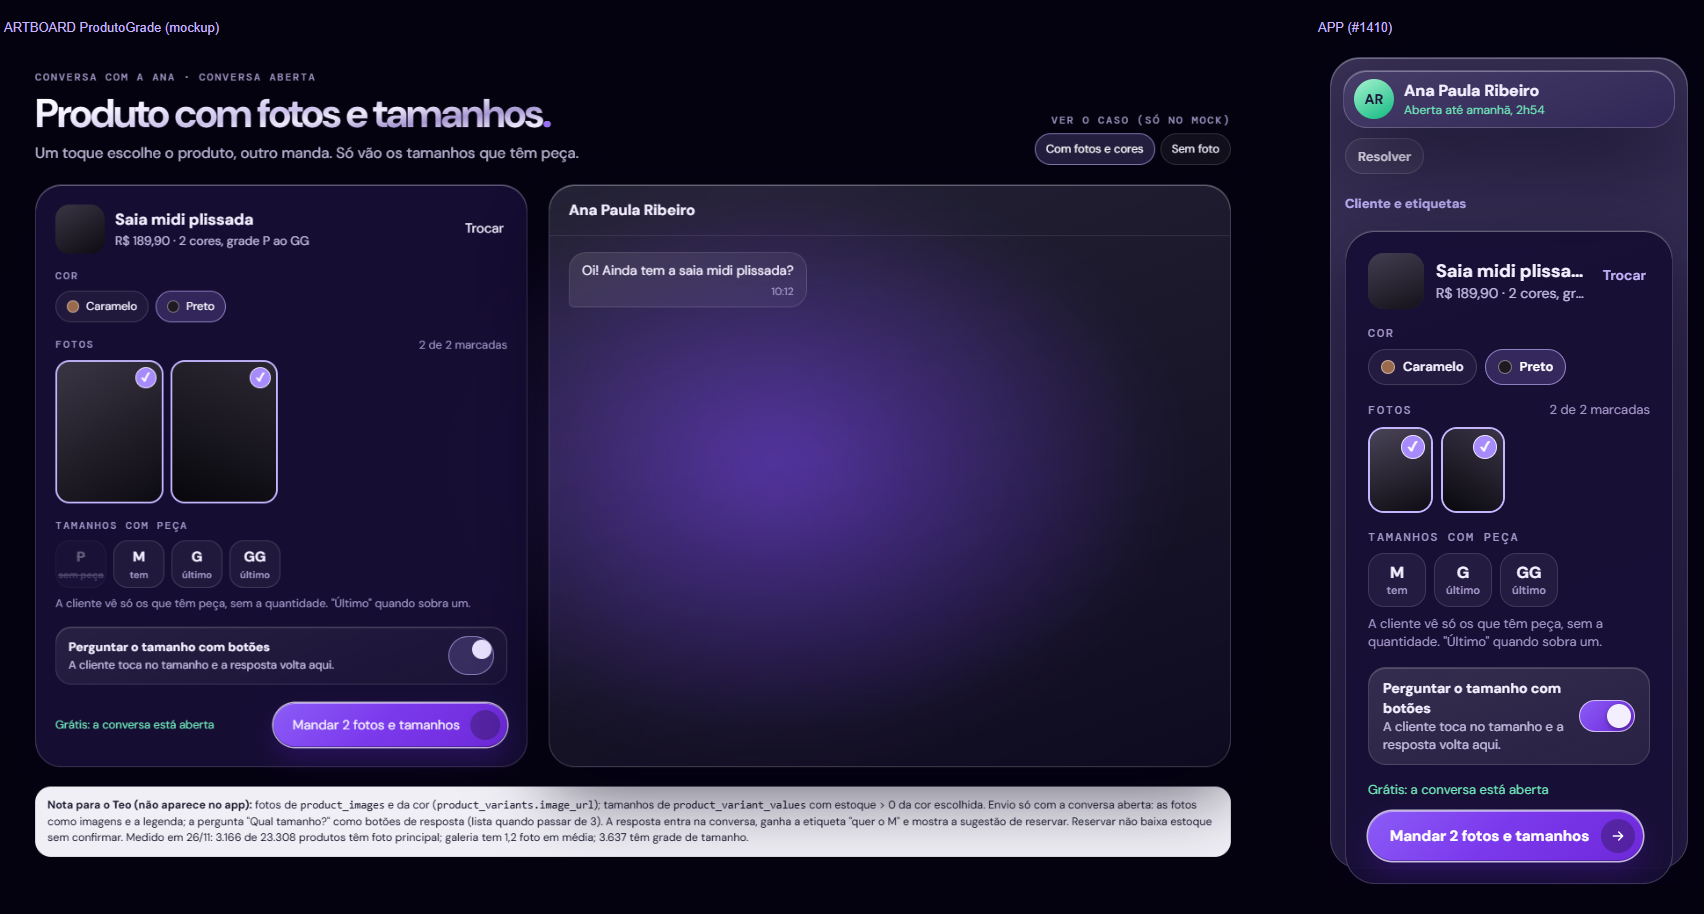 ARTBOARD ProdutoGrade (mockup)
CONVERSA COM A ANA · CONVERSA ABERTA
Produto com fotos e tamanhos.
Um toque escolhe o produto, outro manda. Só vão os tamanhos que têm peça.
VER O CASO (SÓ NO MOCK)
Com fotos e cores
Sem foto
Saia midi plissada
R$ 189,90 · 2 cores, grade P ao GG
Trocar
COR
Caramelo
Preto
FOTOS
2 de 2 marcadas
TAMANHOS COM PEÇA
P
sem peça
M
tem
G
último
GG
último
A cliente vê só os que têm peça, sem a quantidade. "Último" quando sobra um.
Perguntar o tamanho com botões
A cliente toca no tamanho e a resposta volta aqui.
Grátis: a conversa está aberta
Mandar 2 fotos e tamanhos
Ana Paula Ribeiro
Oi! Ainda tem a saia midi plissada?
10:12
Nota para o Teo (não aparece no app): fotos de product_images e da cor (product_variants.image_url); tamanhos de product_variant_values com estoque > 0 da cor escolhida. Envio só com a conversa aberta: as fotos
como imagens e a legenda; a pergunta "Qual tamanho?" como botões de resposta (lista quando passar de 3). A resposta entra na conversa, ganha a etiqueta "quer o M" e mostra a sugestão de reservar. Reservar não baixa estoque
sem confirmar. Medido em 26/11: 3.166 de 23.308 produtos têm foto principal; galeria tem 1,2 foto em média; 3.637 têm grade de tamanho.
APP (#1410)
AR
Ana Paula Ribeiro
Aberta até amanhã, 2h54
Resolver
Cliente e etiquetas
Saia midi plissa...
R$ 189,90 · 2 cores, gr...
Trocar
COR
Caramelo
Preto
FOTOS
2 de 2 marcadas
TAMANHOS COM PEÇA
M
tem
G
último
GG
último
A cliente vê só os que têm peça, sem a
quantidade. "Último" quando sobra um.
Perguntar o tamanho com
botões
A cliente toca no tamanho e a
resposta volta aqui.
Grátis: a conversa está aberta
Mandar 2 fotos e tamanhos